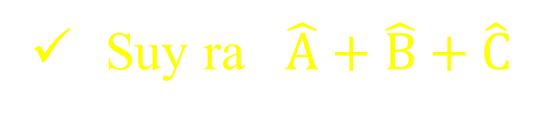 ✓ Suy ra Â + B̂ + Ĉ